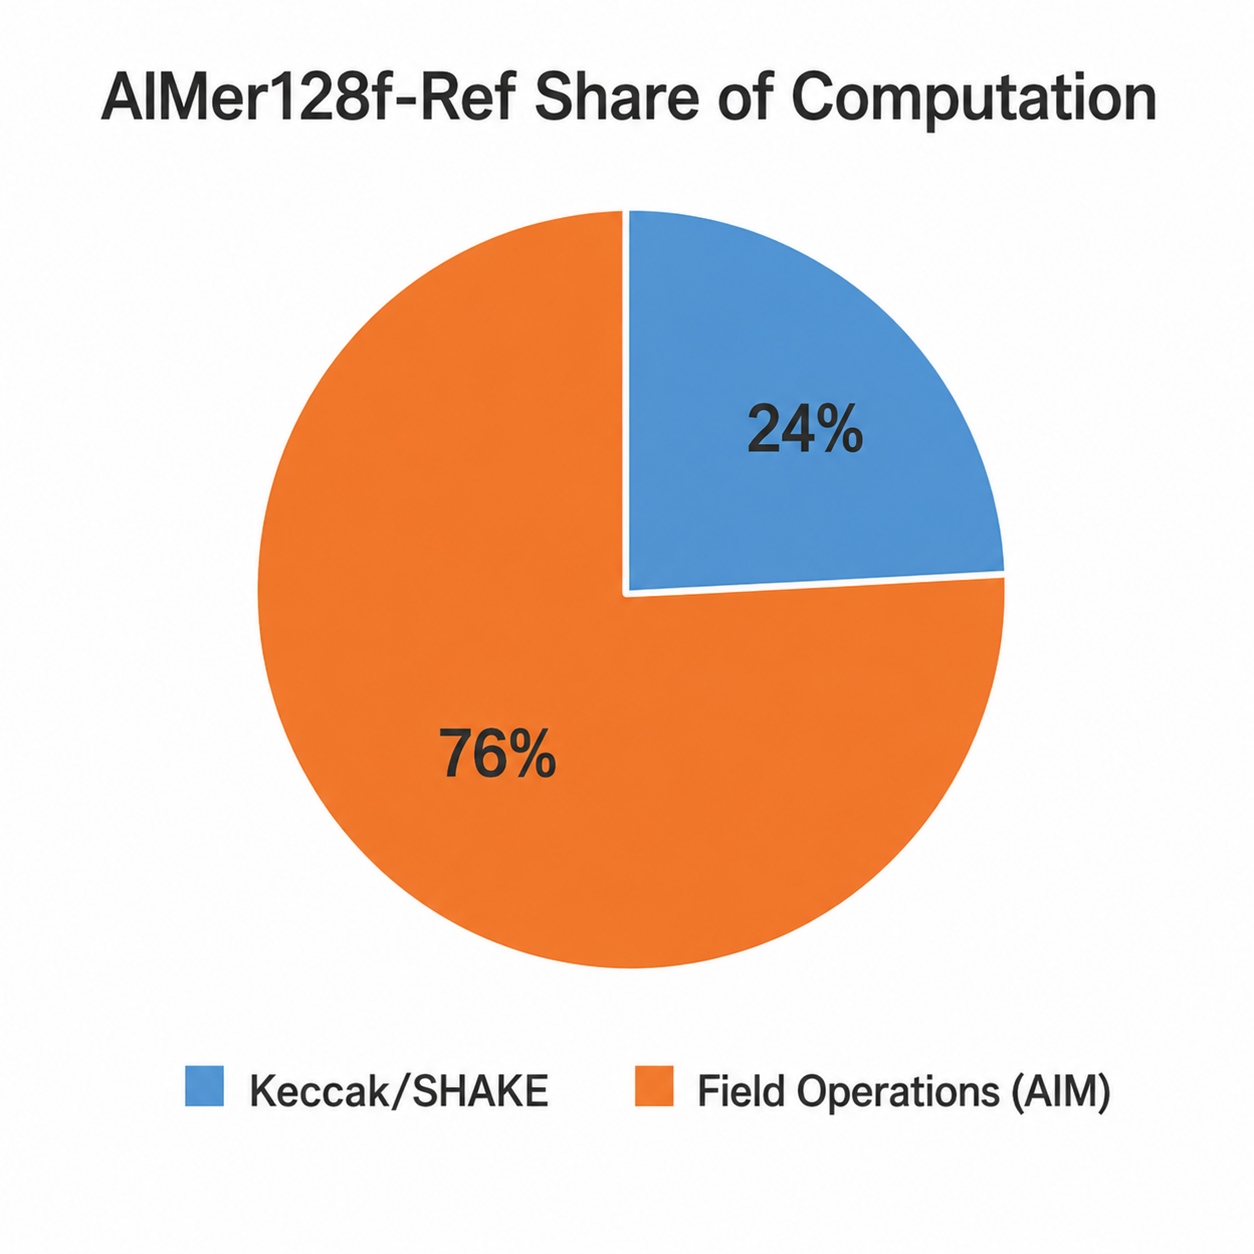 AIMer128f-Ref Share of Computation
24%
76%
Keccak/SHAKE
Field Operations (AIM)